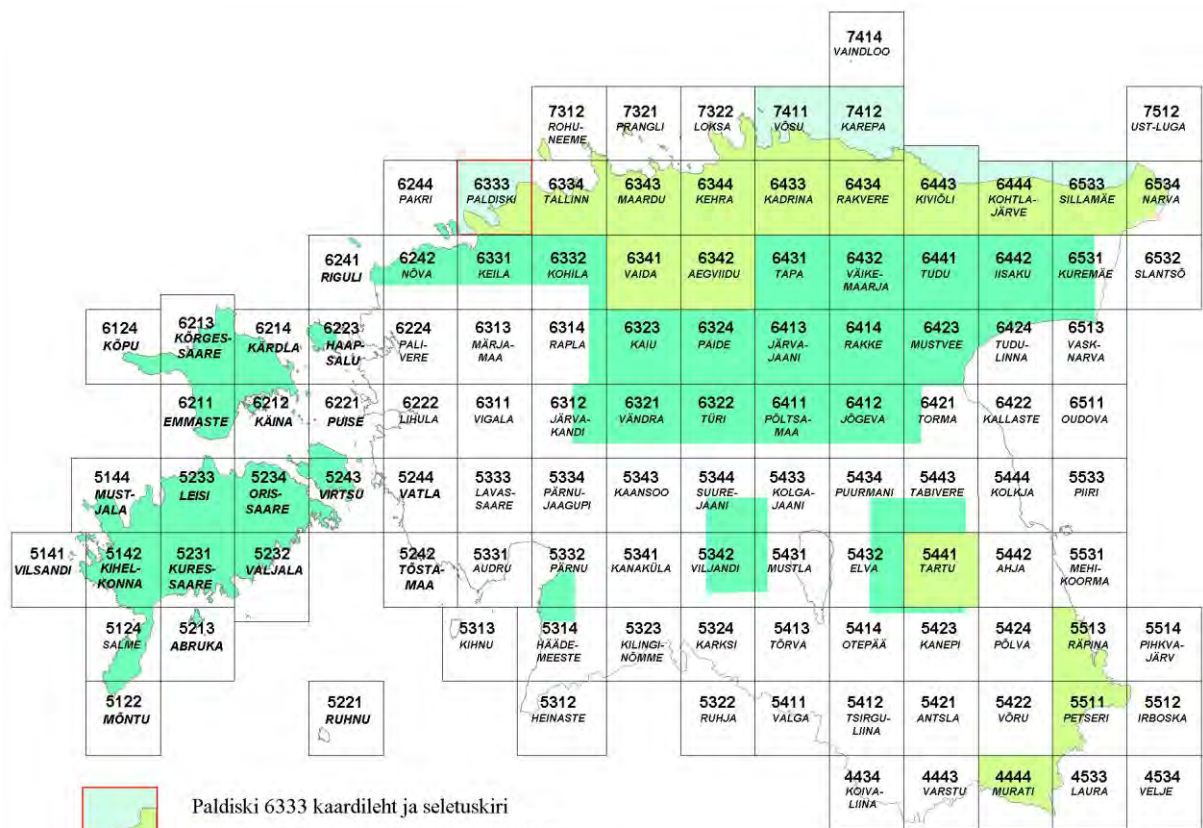 7414
VAINDLOO
7312
ROHU-
NEEME
7321
PRANGLI
7322
LOKSA
7411
VÕSU
7412
KAREPA
7512
UST-LUGA
6244
PAKRI
6333
PALDISKI
6334
TALLINN
6343
MAARDU
6344
KEHRA
6433
KADRINA
6434
RAKVERE
6443
KIVIÕLI
6444
KOHTLA-
JÄRVE
6533
SILLAMÄE
6534
NARVA
6241
RIGULI
6242
NÕVA
6331
KEILA
6332
KOHILA
6341
VAIDA
6342
AEGVIIDU
6431
TAPA
6432
VÄIKE-
MAARJA
6441
TUDU
6442
IISAKU
6531
KUREMÄE
6532
SLANTSÕ
6124
KÕPU
6213
KÕRGES-
SAARE
6214
KÄRDLA
6223
HAAP-
SALU
6224
PALI-
VERE
6313
MÄRJA-
MAA
6314
RAPLA
6323
KAIU
6324
PAIDE
6413
JÄRVA-
JAANI
6414
RAKKE
6423
MUSTVEE
6424
TUDU-
LINNA
6513
VASK-
NARVA
6211
EMMASTE
6212
KÄINA
6221
PUISE
6222
LIHULA
6311
VIGALA
6312
JÄRVA-
KANDI
6321
VÄNDRA
6322
TÜRI
6411
PÕLTSA-
MAA
6412
JÕGEVA
6421
TORMA
6422
KALLASTE
6511
OUDOVA
5144
MUST-
JALA
5233
LEISI
5234
ORIS-
SAARE
5243
VIRTSU
5244
VATLA
5333
LAVAS-
SAARE
5334
PÄRNU-
JAAGUPI
5343
KAANSOO
5344
SUURE-
JAANI
5433
KOLGA-
JAANI
5434
PUURMANI
5443
TABIVERE
5444
KOLKJA
5533
PIIRI
5141
VILSANDI
5142
KIHEL-
KONNA
5231
KURES-
SAARE
5232
VALJALA
5242
TÕSTA-
MAA
5331
AUDRU
5332
PÄRNU
5341
KANAKÜLA
5342
VILJANDI
5431
MUSTLA
5432
ELVA
5441
TARTU
5442
AHJA
5531
MEHI-
KOORMA
5124
SALME
5213
ABRUKA
5313
KIHNU
5314
HÄÄDE-
MEESTE
5323
KILINGI-
NÕMME
5324
KARKSI
5413
TÕRVA
5414
OTEPÄÄ
5423
KANEPI
5424
PÕLVA
5513
RÄPINA
5514
PIHKVA-
JÄRV
5122
MÕNTU
5221
RUHNU
5312
HEINASTE
5322
RUHJA
5411
VALGA
5412
TSIRGU-
LIINA
5421
ANTSLA
5422
VÕRU
5511
PETSERI
5512
IRBOSKA
4434
KOIVA-
LIINA
4443
VARSTU
4444
MURATI
4533
LAURA
4534
VELJE
Paldiski 6333 kaardileht ja seletuskiri